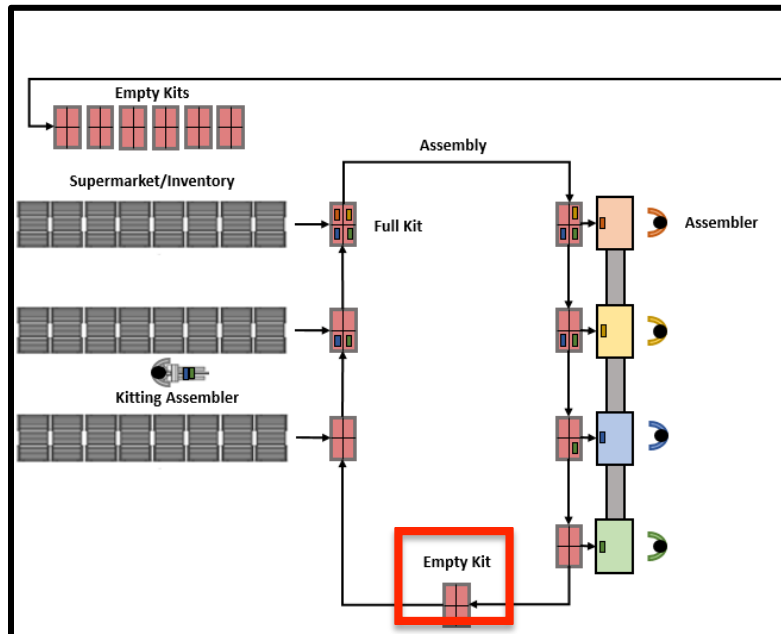 Empty Kits
Assembly
Supermarket/Inventory
Full Kit
Assembler
Kitting Assembler
Empty Kit